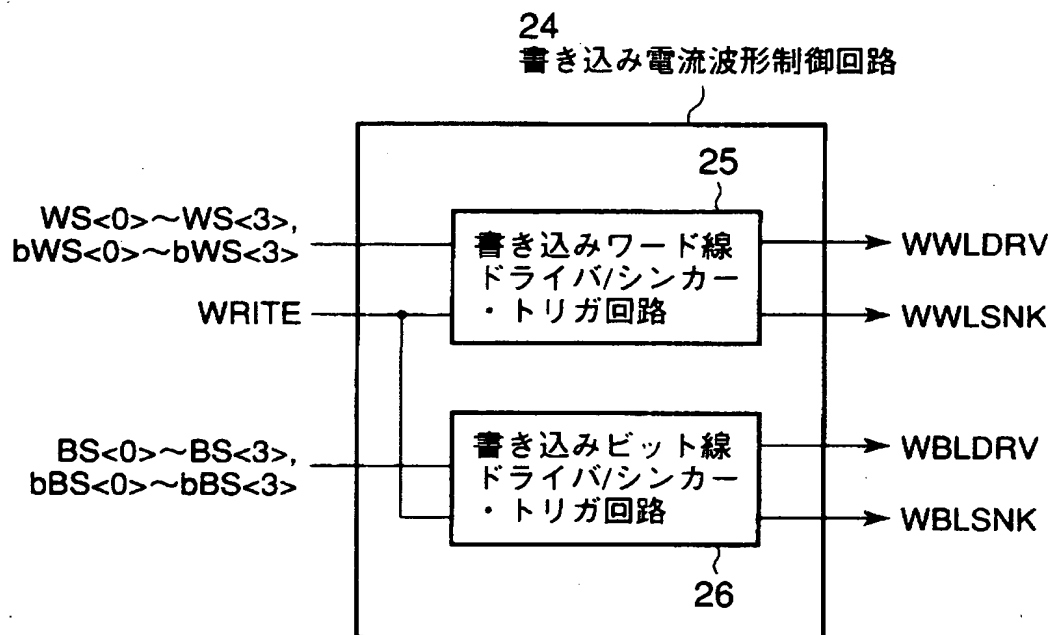 24
書き込み電流波形制御回路
25
WS<0>～WS<3>,
bWS<0>～bWS<3>
書き込みワード線
ドライバ/シンカー
・トリガ回路
WWLDRV
WRITE
WWLSNK
BS<0>～BS<3>,
bBS<0>～bBS<3>
書き込みビット線
ドライバ/シンカー
・トリガ回路
WBLDRV
WBLSNK
26